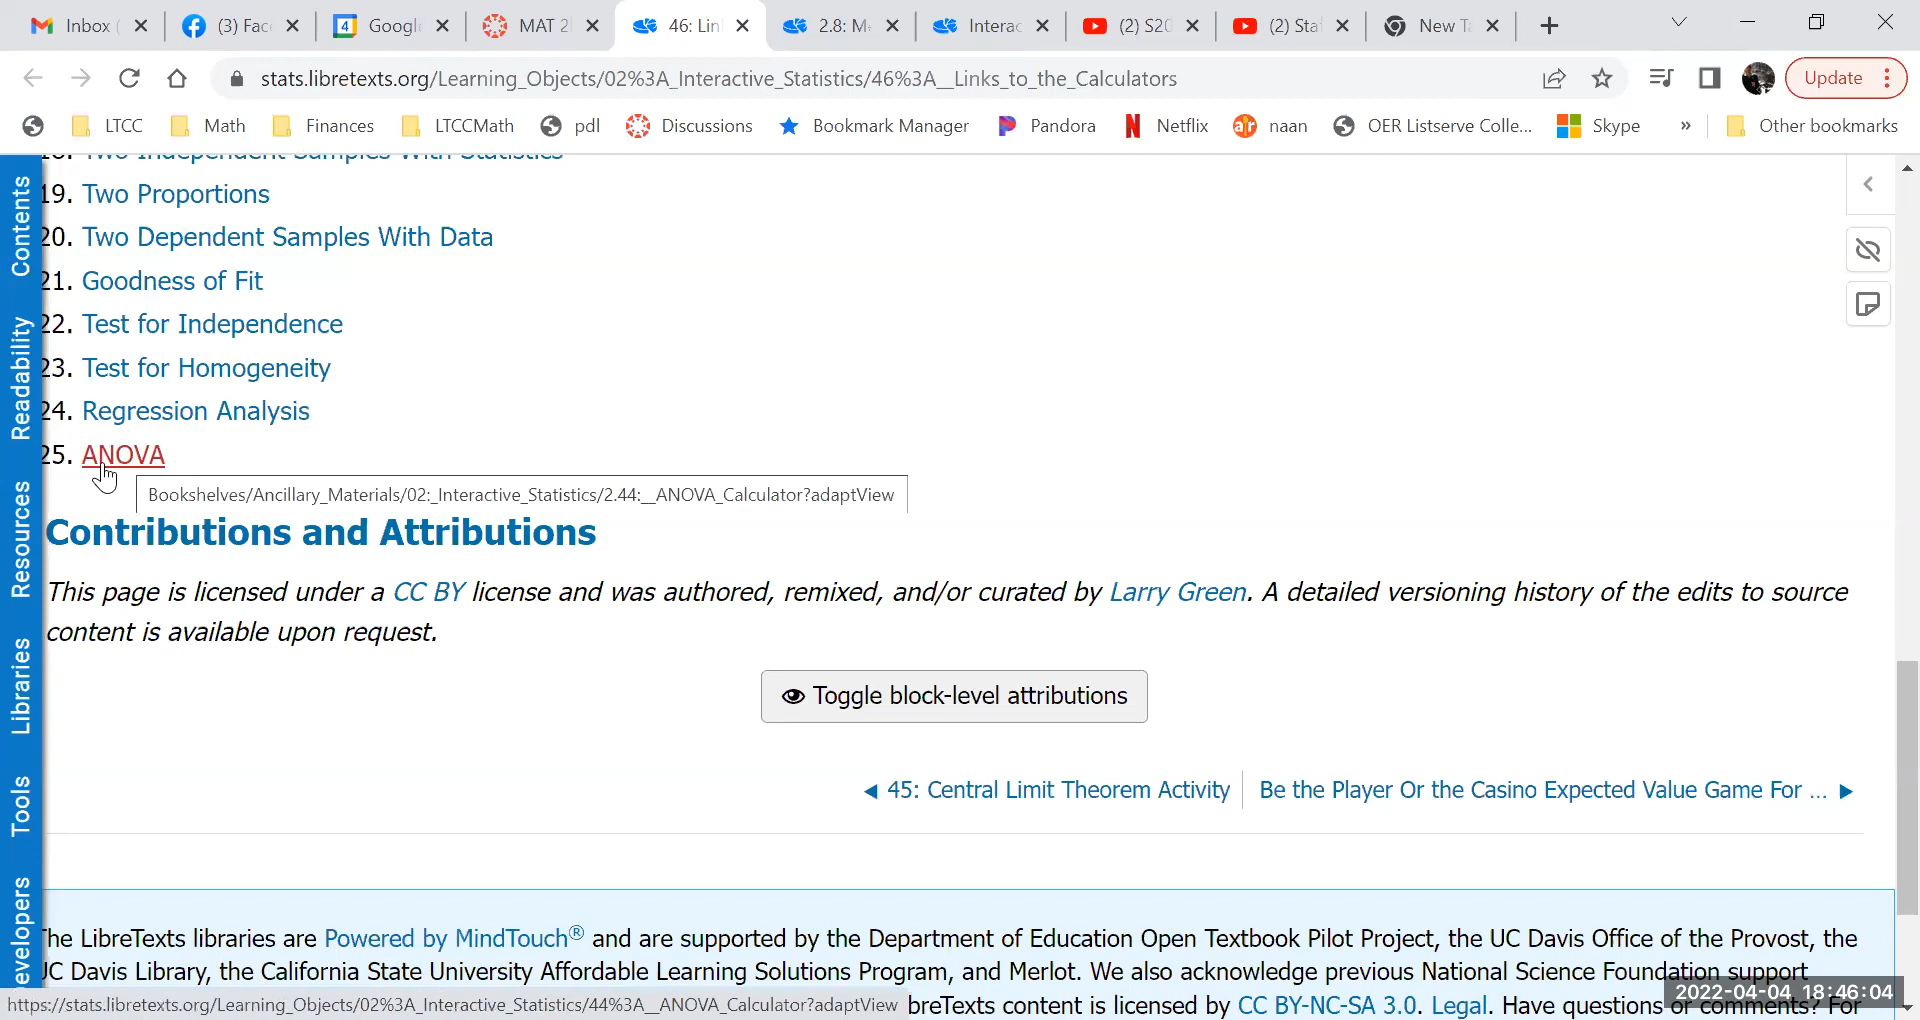 Inbox (
(3) Fac
4
Googl
MAT 2
46: Lin
2.8: M
Interac
(2) S20
(2) Sta
New Ta
stats.libretexts.org/Learning_Objects/02%3A_Interactive_Statistics/46%3A__Links_to_the_Calculators
Update
LTCC
Math
Finances
LTCCMath
pdl
Discussions
Bookmark Manager
Pandora
Netflix
naan
OER Listserve Colle...
Skype
»
Other bookmarks
Contents
Readability
Resources
Libraries
Tools
evelopers
18. Two Independent Samples With Statistics
19. Two Proportions
20. Two Dependent Samples With Data
21. Goodness of Fit
22. Test for Independence
23. Test for Homogeneity
24. Regression Analysis
25. ANOVA
Bookshelves/Ancillary_Materials/02:_Interactive_Statistics/2.44:__ANOVA_Calculator?adaptView
Contributions and Attributions
This page is licensed under a CC BY license and was authored, remixed, and/or curated by Larry Green. A detailed versioning history of the edits to source
content is available upon request.
Toggle block-level attributions
◀ 45: Central Limit Theorem Activity
Be the Player Or the Casino Expected Value Game For ... ▶
The LibreTexts libraries are Powered by MindTouch® and are supported by the Department of Education Open Textbook Pilot Project, the UC Davis Office of the Provost, the
UC Davis Library, the California State University Affordable Learning Solutions Program, and Merlot. We also acknowledge previous National Science Foundation support
https://stats.libretexts.org/Learning_Objects/02%3A_Interactive_Statistics/44%3A__ANOVA_Calculator?adaptView
breTexts content is licensed by CC BY-NC-SA 3.0. Legal. Have questions or comments? For
2022-04-04 18:46:04